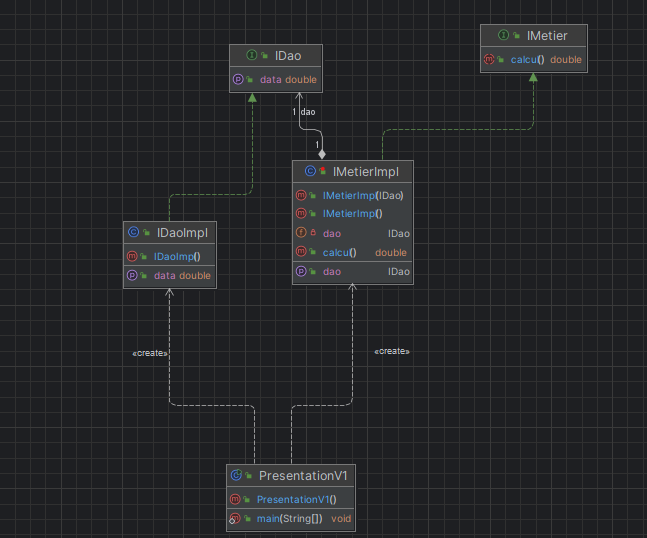 IMetier
calcu() double
IDao
data double
1 dao
1
IMetierImpl
IMetierImp(IDao)
IMetierImp()
dao IDao
calcu() double
dao IDao
IDaoImpl
IDaoImp()
data double
«create»
«create»
PresentationV1
PresentationV1()
main(String[]) void